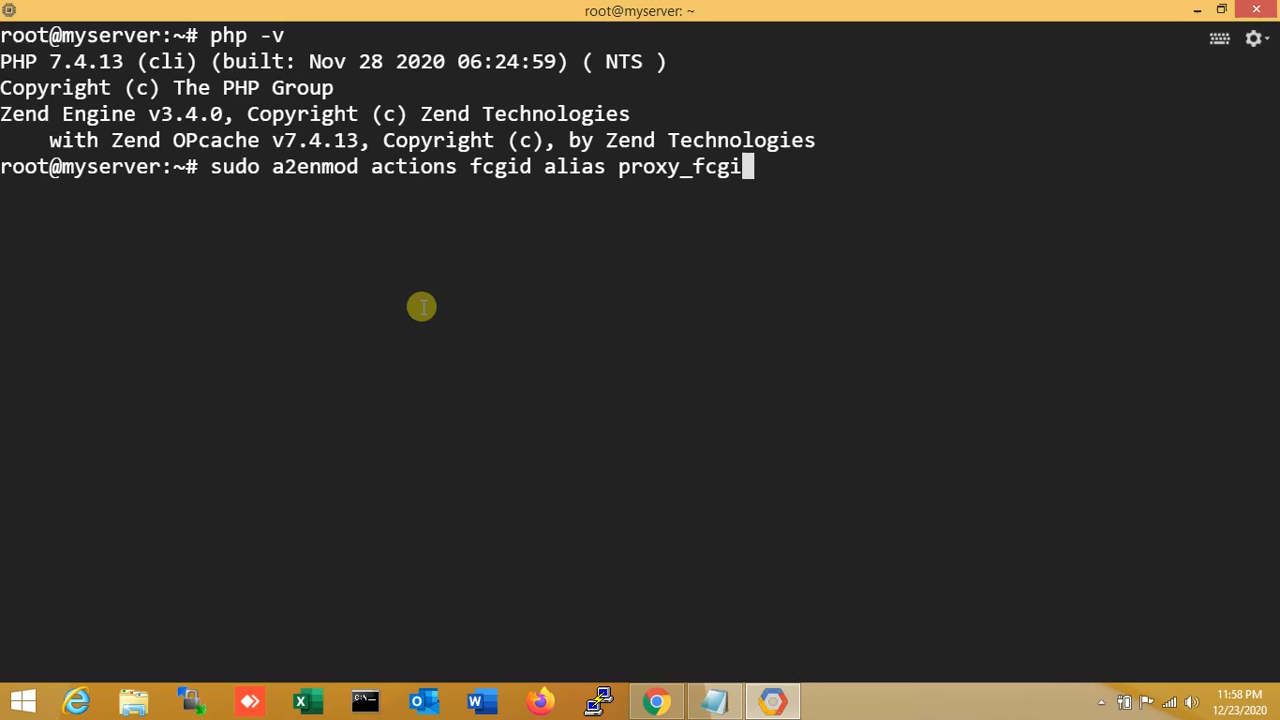 root@myserver: ~
root@myserver:~# php -v
PHP 7.4.13 (cli) (built: Nov 28 2020 06:24:59) ( NTS )
Copyright (c) The PHP Group
Zend Engine v3.4.0, Copyright (c) Zend Technologies
    with Zend OPcache v7.4.13, Copyright (c), by Zend Technologies
root@myserver:~# sudo a2enmod actions fcgid alias proxy_fcgi
11:58 PM
12/23/2020